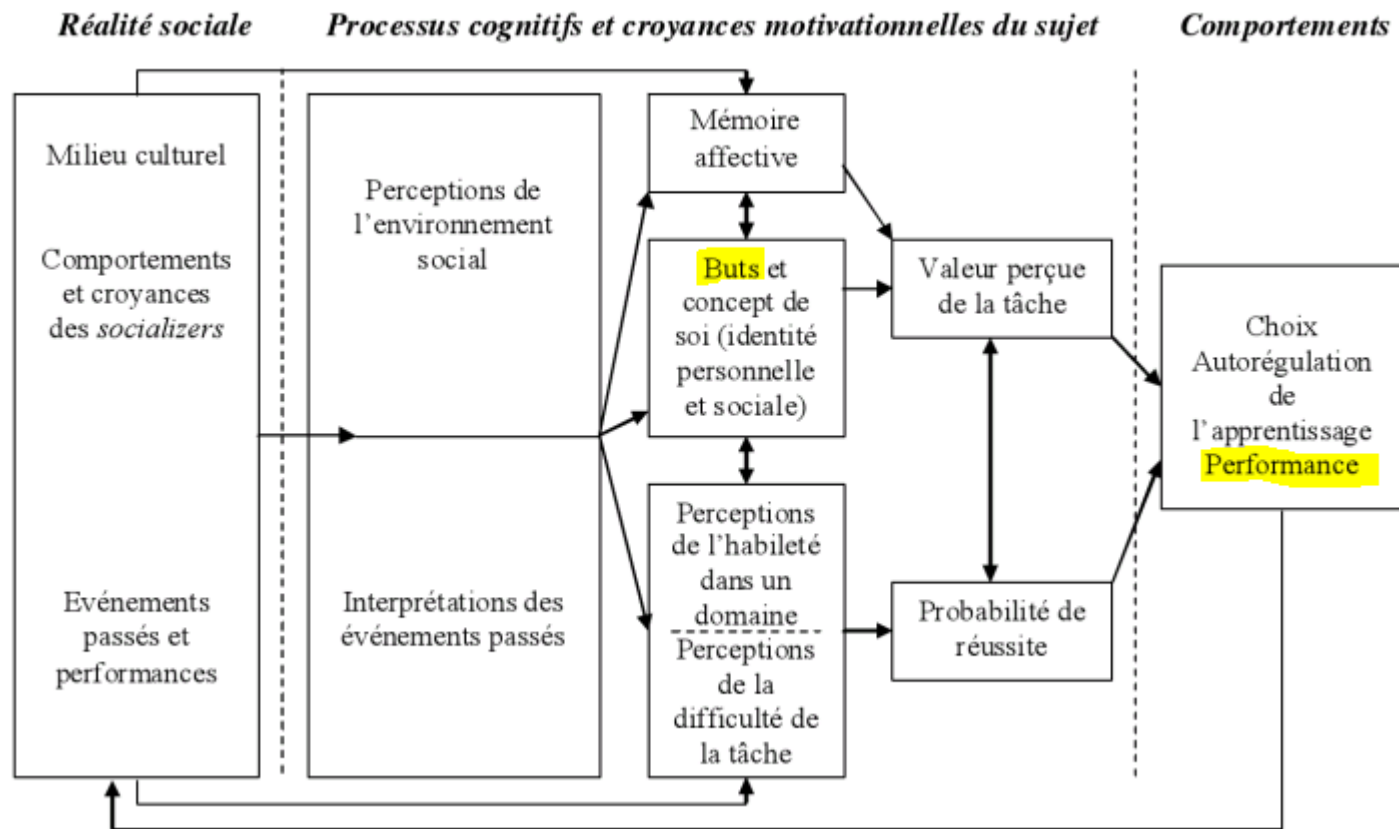 Réalité sociale
Processus cognitifs et croyances motivationnelles du sujet
Comportements
Milieu culturel
Comportements
et croyances
des socializers
Evénements
passés et
performances
Perceptions de
l'environnement
social
Interprétations des
événements passés
Mémoire
affective
Buts et
concept de
soi (identité
personnelle
et sociale)
Perceptions
de l'habileté
dans un
domaine
Perceptions
de la
difficulté de
la tâche
Valeur perçue
de la tâche
Probabilité de
réussite
Choix
Autorégulation
de
l'apprentissage
Performance